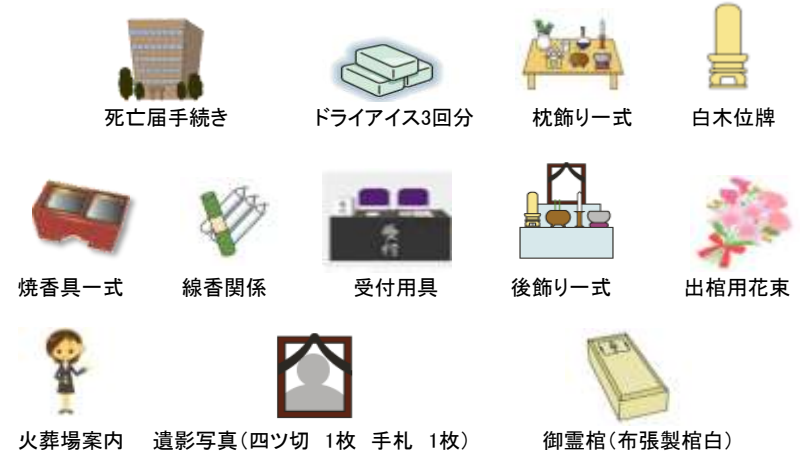 死亡届手続き
ドライアイス3回分
枕飾り一式
白木位牌
受付
焼香具一式
線香関係
受付用具
後飾り一式
出棺用花束
火葬場案内
遺影写真（四ツ切　1枚　手札　1枚）
御霊棺（布張製棺白）